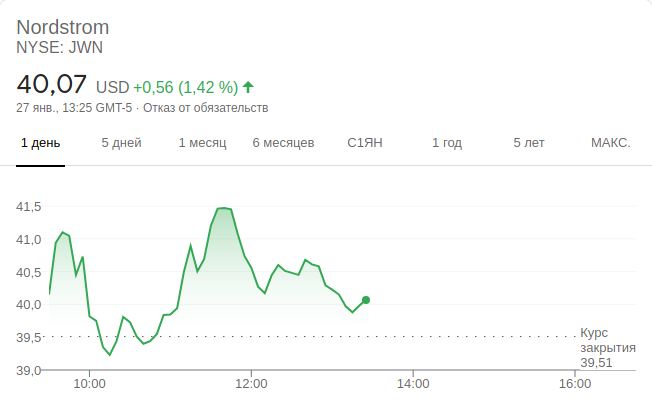 Nordstrom
NYSE: JWN
40,07 USD +0,56 (1,42 %)
27 янв., 13:25 GMT-5 · Отказ от обязательств
1 день 5 дней 1 месяц 6 месяцев С1ЯН 1 год 5 лет МАКС.
41,5
41,0
40,5
40,0
39,5
39,0
Курс
закрытия
39,51
10:00 12:00 14:00 16:00